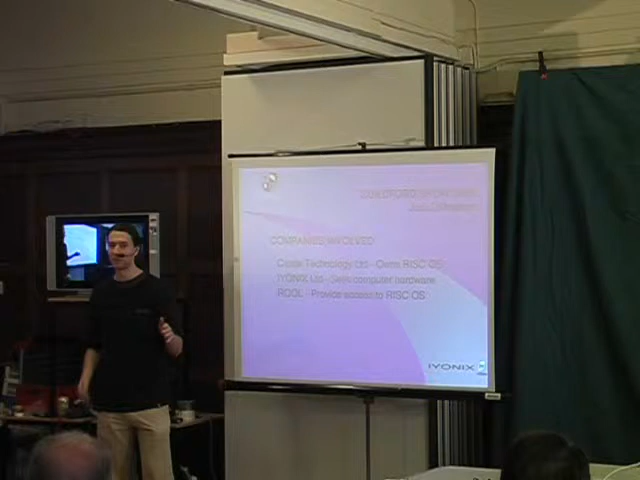 GUILDFORD
COMPANIES INVOLVED
Castle Technology Ltd - Owns RISC OS
IYONIX Ltd - Sells computer hardware
ROOL - Provide access to RISC OS
IYONIX